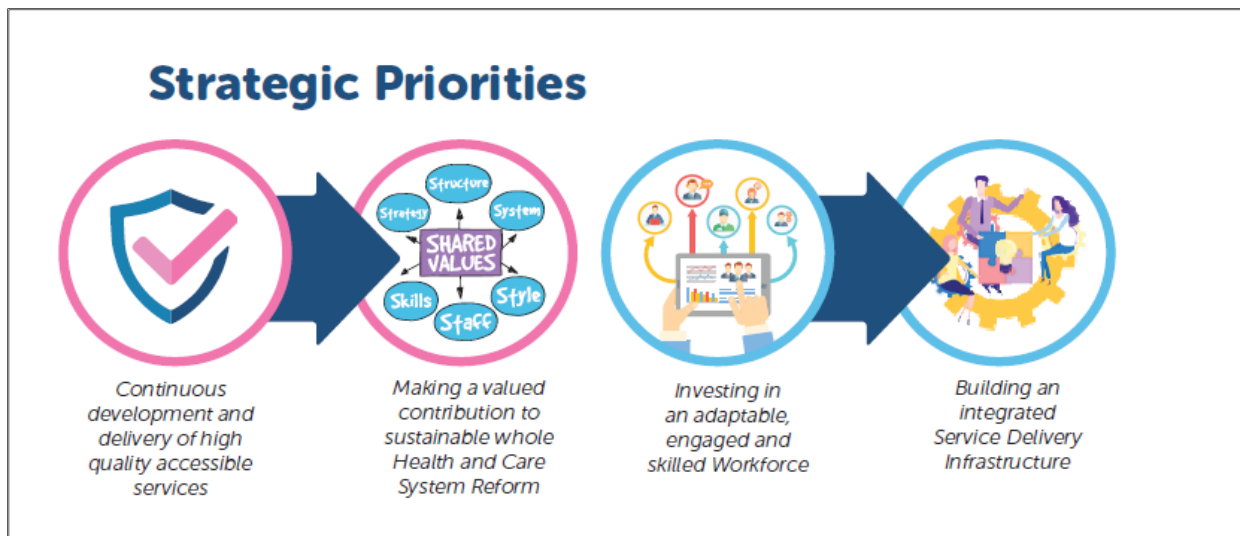 Strategic Priorities
Structure
Strategy
System
SHARED
VALUES
Skills
Style
Staff
Continuous
development and
delivery of high
quality accessible
services
Making a valued
contribution to
sustainable whole
Health and Care
System Reform
Investing in
an adaptable,
engaged and
skilled Workforce
Building an
integrated
Service Delivery
Infrastructure